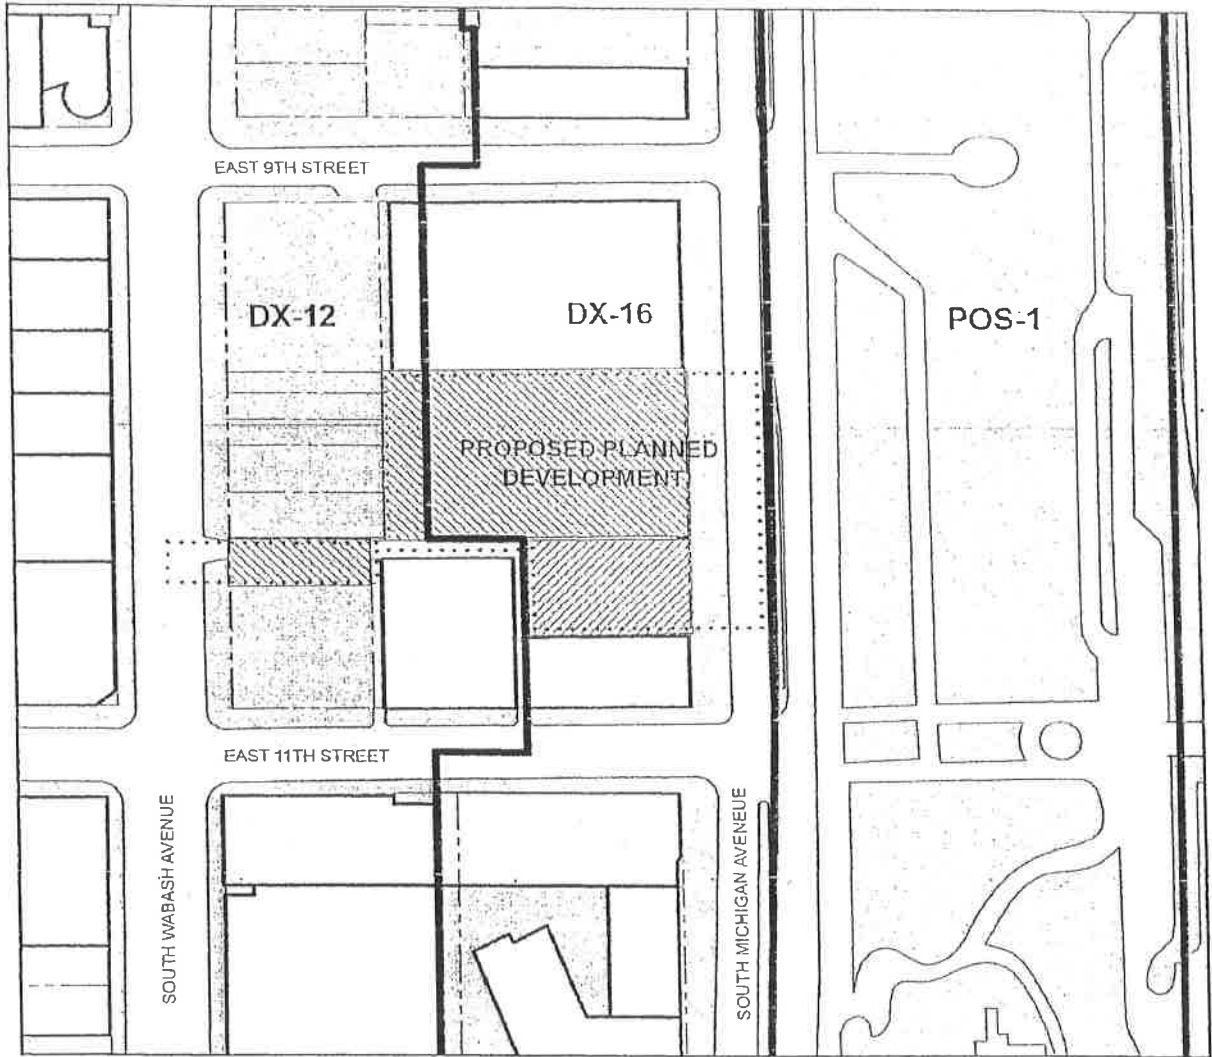 EAST 9TH STREET
DX-12
DX-16
POS-1
PROPOSED PLANNED
DEVELOPMENT
EAST 11TH STREET
SOUTH WABASH AVENUE
SOUTH MICHIGAN AVENEUE